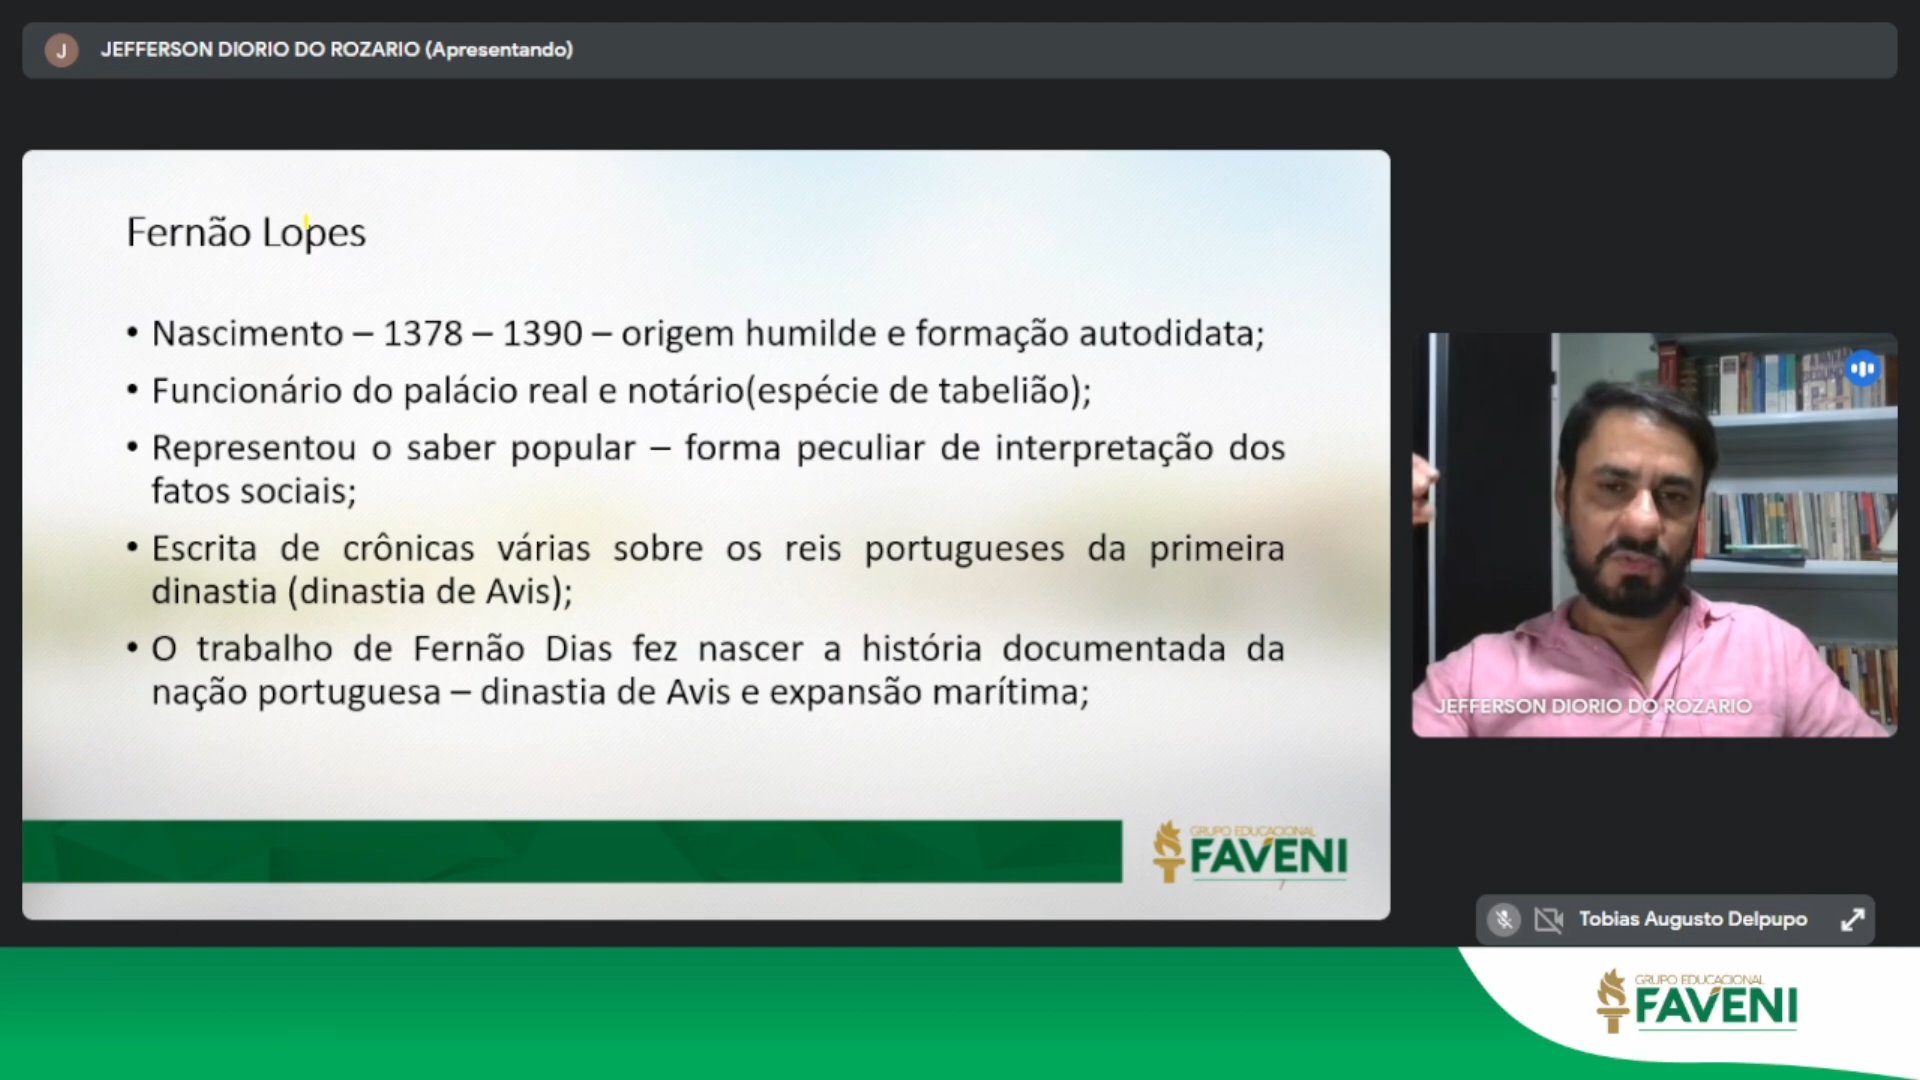 J
JEFFERSON DIORIO DO ROZARIO (Apresentando)
Fernão Lopes
• Nascimento – 1378 – 1390 – origem humilde e formação autodidata;
• Funcionário do palácio real e notário(espécie de tabelião);
• Representou o saber popular – forma peculiar de interpretação dos
fatos sociais;
• Escrita de crônicas várias sobre os reis portugueses da primeira
dinastia (dinastia de Avis);
• O trabalho de Fernão Dias fez nascer a história documentada da
nação portuguesa – dinastia de Avis e expansão marítima;
GRUPO EDUCACIONAL
FAVENI
7
JEFFERSON DIORIO DO ROZARIO
Tobias Augusto Delpupo
GRUPO EDUCACIONAL
FAVENI